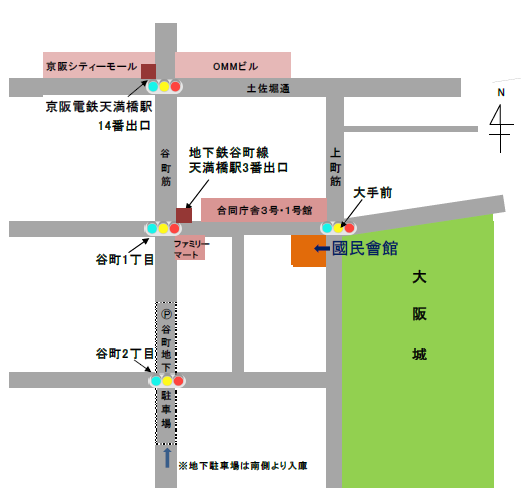 京阪シティーモール
OMMビル
土佐堀通
N
京阪電鉄天満橋駅
14番出口
谷町筋
地下鉄谷町線
天満橋駅3番出口
上町筋
大手前
合同庁舎3号・1号館
ファミリー
マート
國民會館
谷町1丁目
大阪城
Ⓟ谷町地下駐車場
谷町2丁目
※地下駐車場は南側より入庫